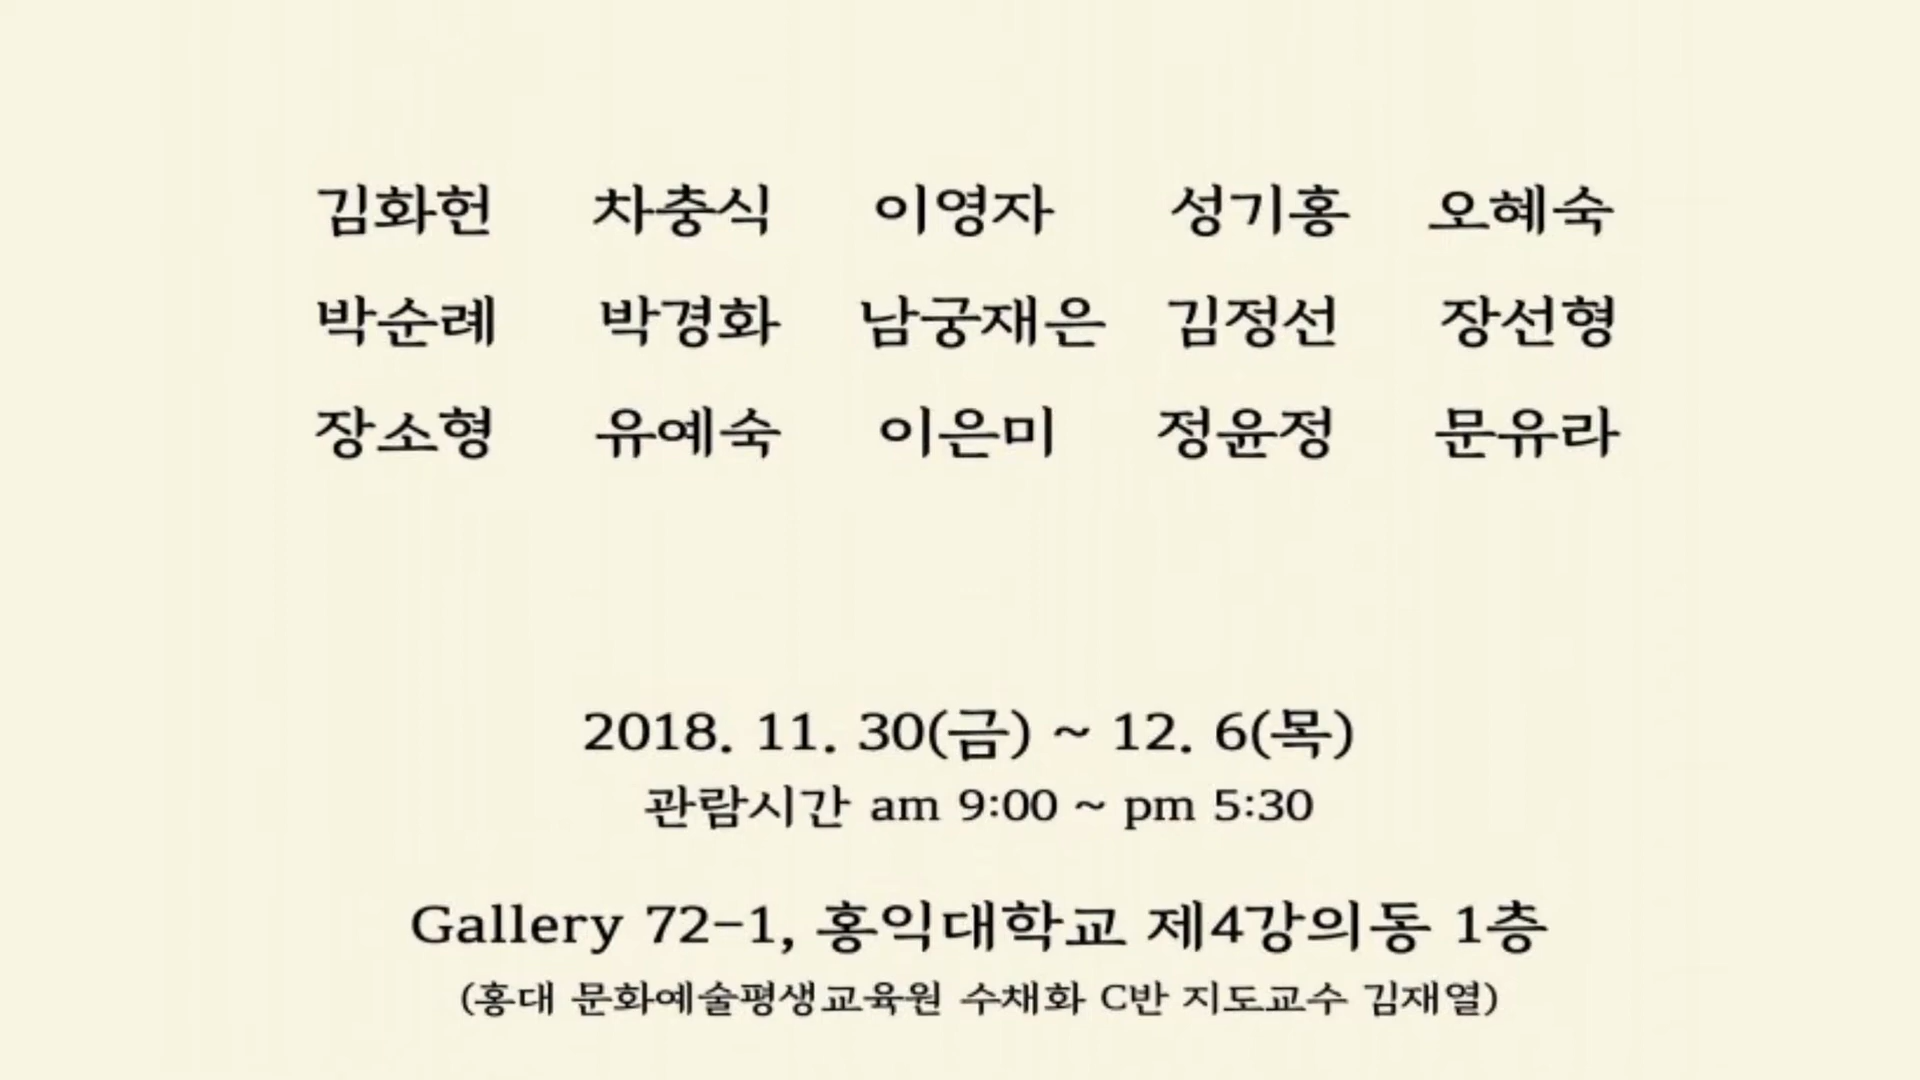 김화헌 차충식 이영자 성기홍 오혜숙
박순례 박경화 남궁재은 김정선 장선형
장소형 유예숙 이은미 정윤정 문유라
2018. 11. 30(금) ~ 12. 6(목)
관람시간 am 9:00 ~ pm 5:30
Gallery 72-1, 홍익대학교 제4강의동 1층
(홍대 문화예술평생교육원 수채화 C반 지도교수 김재열)